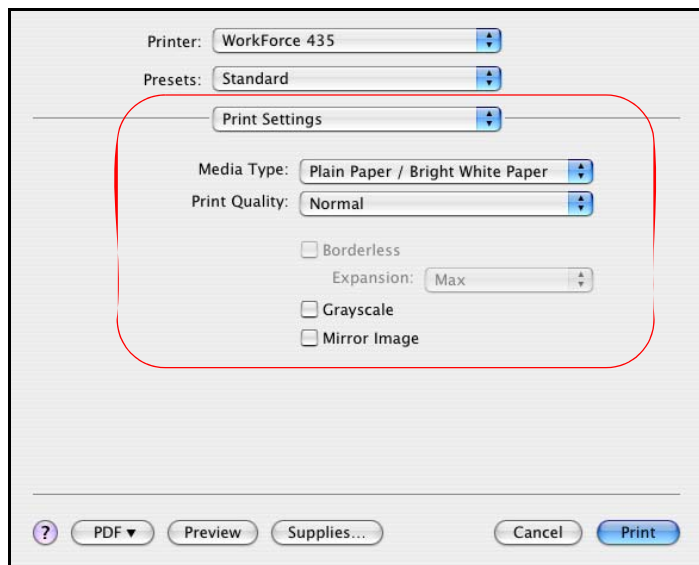 Printer: WorkForce 435
Presets: Standard
Print Settings
Media Type: Plain Paper / Bright White Paper
Print Quality: Normal
Borderless
Expansion: Max
Grayscale
Mirror Image
? PDF ▼ Preview Supplies... Cancel Print